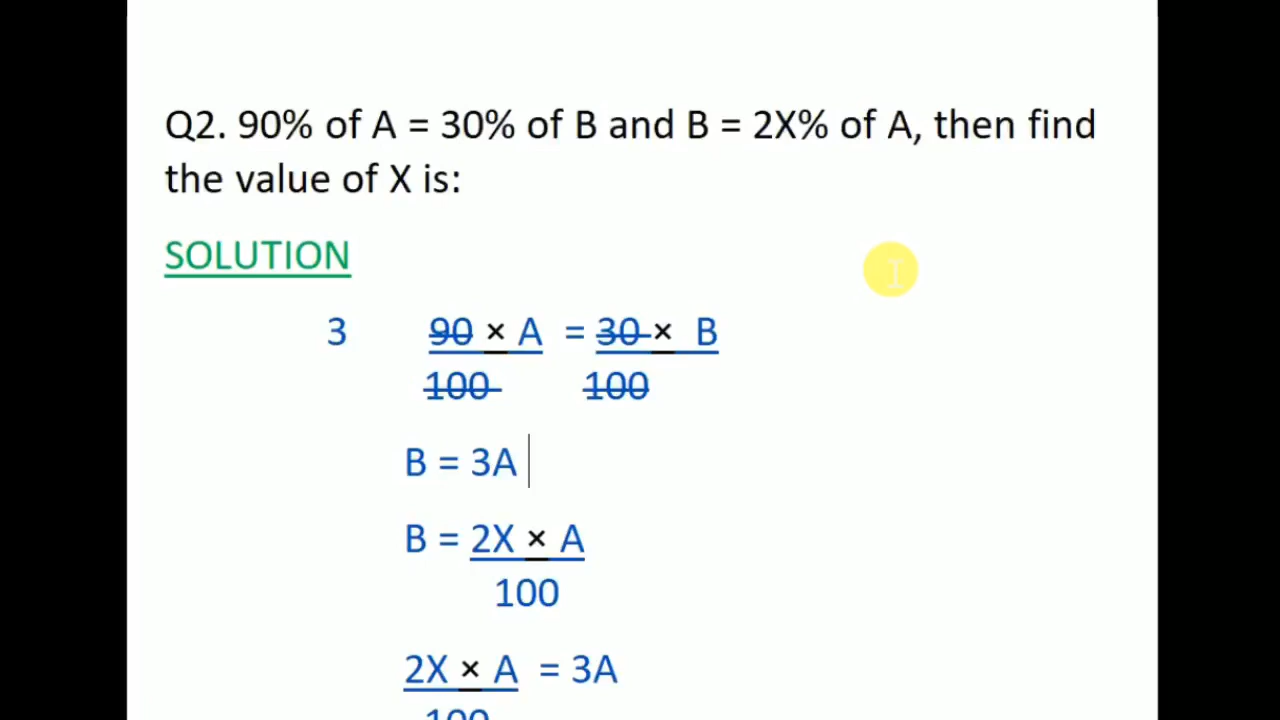 Q2. 90% of A = 30% of B and B = 2X% of A, then find
the value of X is:
SOLUTION
3 90 × A = 30 × B
100 100
B = 3A
B = 2X × A
100
2X × A = 3A
100